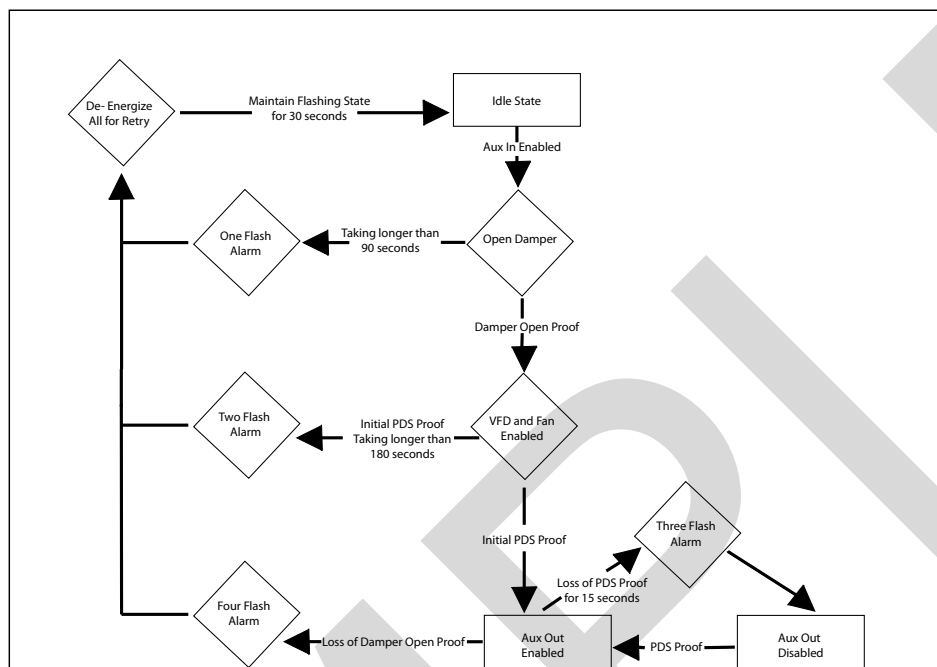 De- Energize
All for Retry
Maintain Flashing State
for 30 seconds
Idle State
Aux In Enabled
One Flash
Alarm
Taking longer than
90 seconds
Open Damper
Damper Open Proof
Two Flash
Alarm
Initial PDS Proof
Taking longer than
180 seconds
VFD and Fan
Enabled
Initial PDS Proof
Three Flash
Alarm
Loss of PDS Proof
for 15 seconds
Four Flash
Alarm
Loss of Damper Open Proof
Aux Out
Enabled
PDS Proof
Aux Out
Disabled